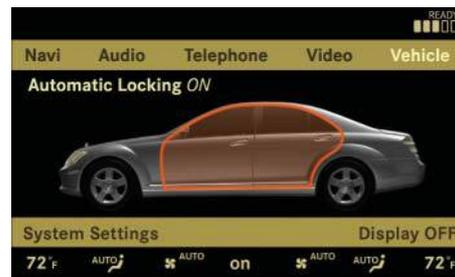 READY
Navi Audio Telephone Video Vehicle
Automatic Locking ON
System Settings Display OFF
72°F AUTO AUTO on AUTO AUTO 72°F